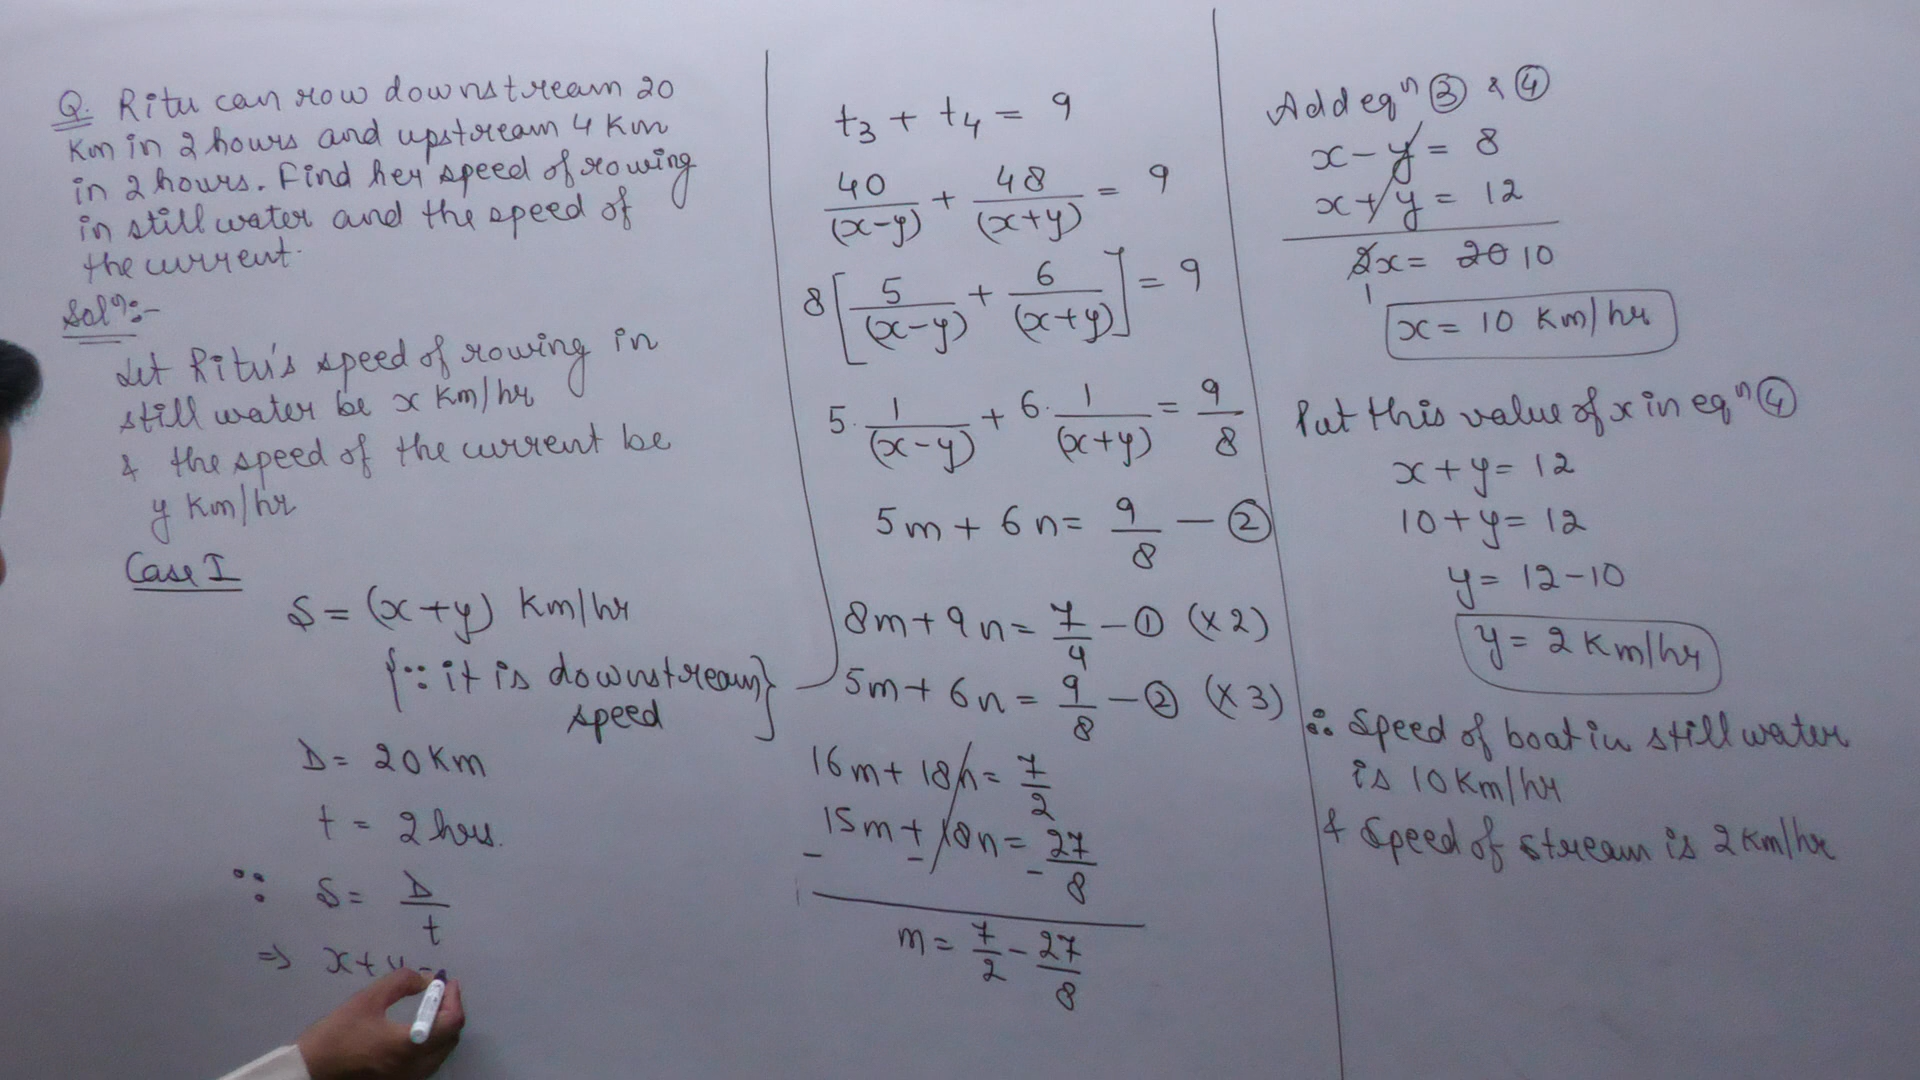 Q. Ritu can row downstream 20
Km in 2 hours and upstream 4 Km
in 2 hours. Find her speed of rowing
in still water and the speed of
the current.
Solⁿ:-
Let Ritu's speed of rowing in
still water be x Km/hr
& the speed of the current be
y Km/hr
Case I
S = (x+y) Km/hr
{∵ it is downstream
speed}
D = 20 Km
t = 2 hrs.
∵ S = D/t
⇒ x+y =
t₃ + t₄ = 9
40/(x-y) + 48/(x+y) = 9
8[5/(x-y) + 6/(x+y)] = 9
5. 1/(x-y) + 6. 1/(x+y) = 9/8
5m + 6n = 9/8 - ②
8m + 9n = 7/4 - ① (×2)
5m + 6n = 9/8 - ② (×3)
16m + 18n = 7/2
15m + 18n = 27/8
- - -
m = 7/2 - 27/8
Add eqⁿ ③ & ④
x - y = 8
x + y = 12
2x = 20 10
1
x = 10 Km/hr
Put this value of x in eqⁿ ④
x + y = 12
10 + y = 12
y = 12-10
y = 2 Km/hr
∴ Speed of boat in still water
is 10 Km/hr
& Speed of stream is 2 Km/hr